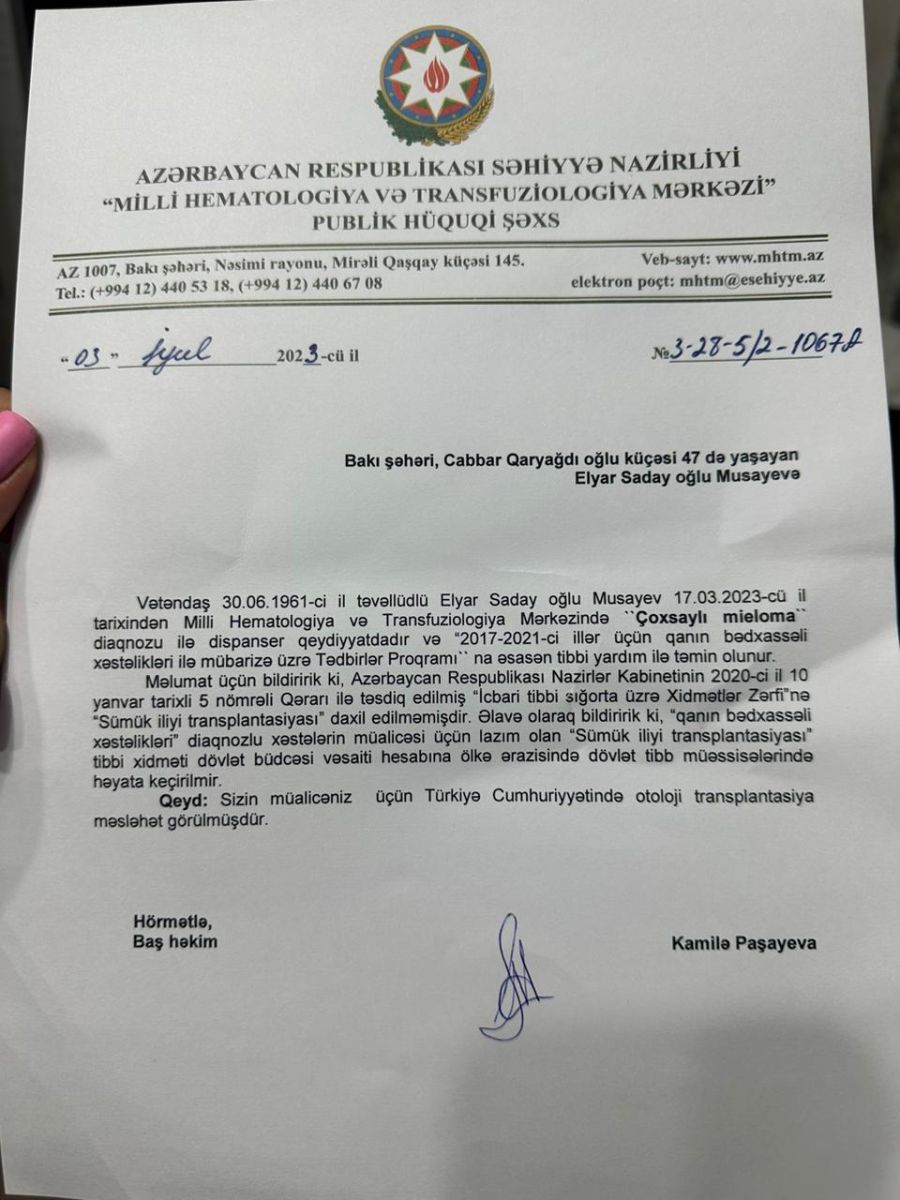 AZƏRBAYCAN RESPUBLİKASI SƏHİYYƏ NAZİRLİYİ
“MİLLİ HEMATOLOGİYA VƏ TRANSFUZİOLOGİYA MƏRKƏZİ”
PUBLİK HÜQUQİ ŞƏXS
AZ 1007, Bakı şəhəri, Nəsimi rayonu, Mirəli Qaşqay küçəsi 145.
Tel.: (+994 12) 440 53 18, (+994 12) 440 67 08
Veb-sayt: www.mhtm.az
elektron poçt: mhtm@esehiyye.az
“03” İyul 2023-cü il
№3-28-5/2-1067
Bakı şəhəri, Cabbar Qaryağdı oğlu küçəsi 47 də yaşayan
Elyar Saday oğlu Musayevə
Vətəndaş 30.06.1961-ci il təvəllüdlü Elyar Saday oğlu Musayev 17.03.2023-cü il
tarixindən Milli Hematologiya və Transfuziologiya Mərkəzində ``Çoxsaylı mieloma``
diaqnozu ilə dispanser qeydiyyatdadır və “2017-2021-ci illər üçün qanın bədxassəli
xəstəlikləri ilə mübarizə üzrə Tədbirlər Proqramı`` na əsasən tibbi yardım ilə təmin olunur.
Məlumat üçün bildiririk ki, Azərbaycan Respublikası Nazirlər Kabinetinin 2020-ci il 10
yanvar tarixli 5 nömrəli Qərarı ilə təsdiq edilmiş “İcbari tibbi sığorta üzrə Xidmətlər Zərfi”nə
“Sümük iliyi transplantasiyası” daxil edilməmişdir. Əlavə olaraq bildiririk ki, “qanın bədxassəli
xəstəlikləri” diaqnozlu xəstələrin müalicəsi üçün lazım olan “Sümük iliyi transplantasiyası”
tibbi xidməti dövlət büdcəsi vəsaiti hesabına ölkə ərazisində dövlət tibb müəssisələrində
həyata keçirilmir.
Qeyd: Sizin müalicəniz üçün Türkiyə Cumhuriyyətində otoloji transplantasiya
məsləhət görülmüşdür.
Hörmətlə,
Baş həkim
Kamilə Paşayeva